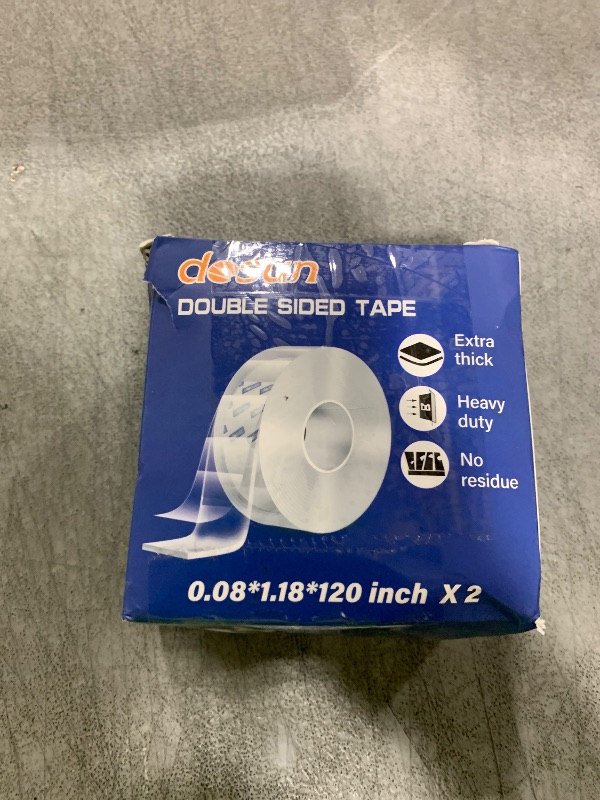 dosun
DOUBLE SIDED TAPE
Extra
thick
Heavy
duty
No
residue
0.08*1.18*120 inch X 2